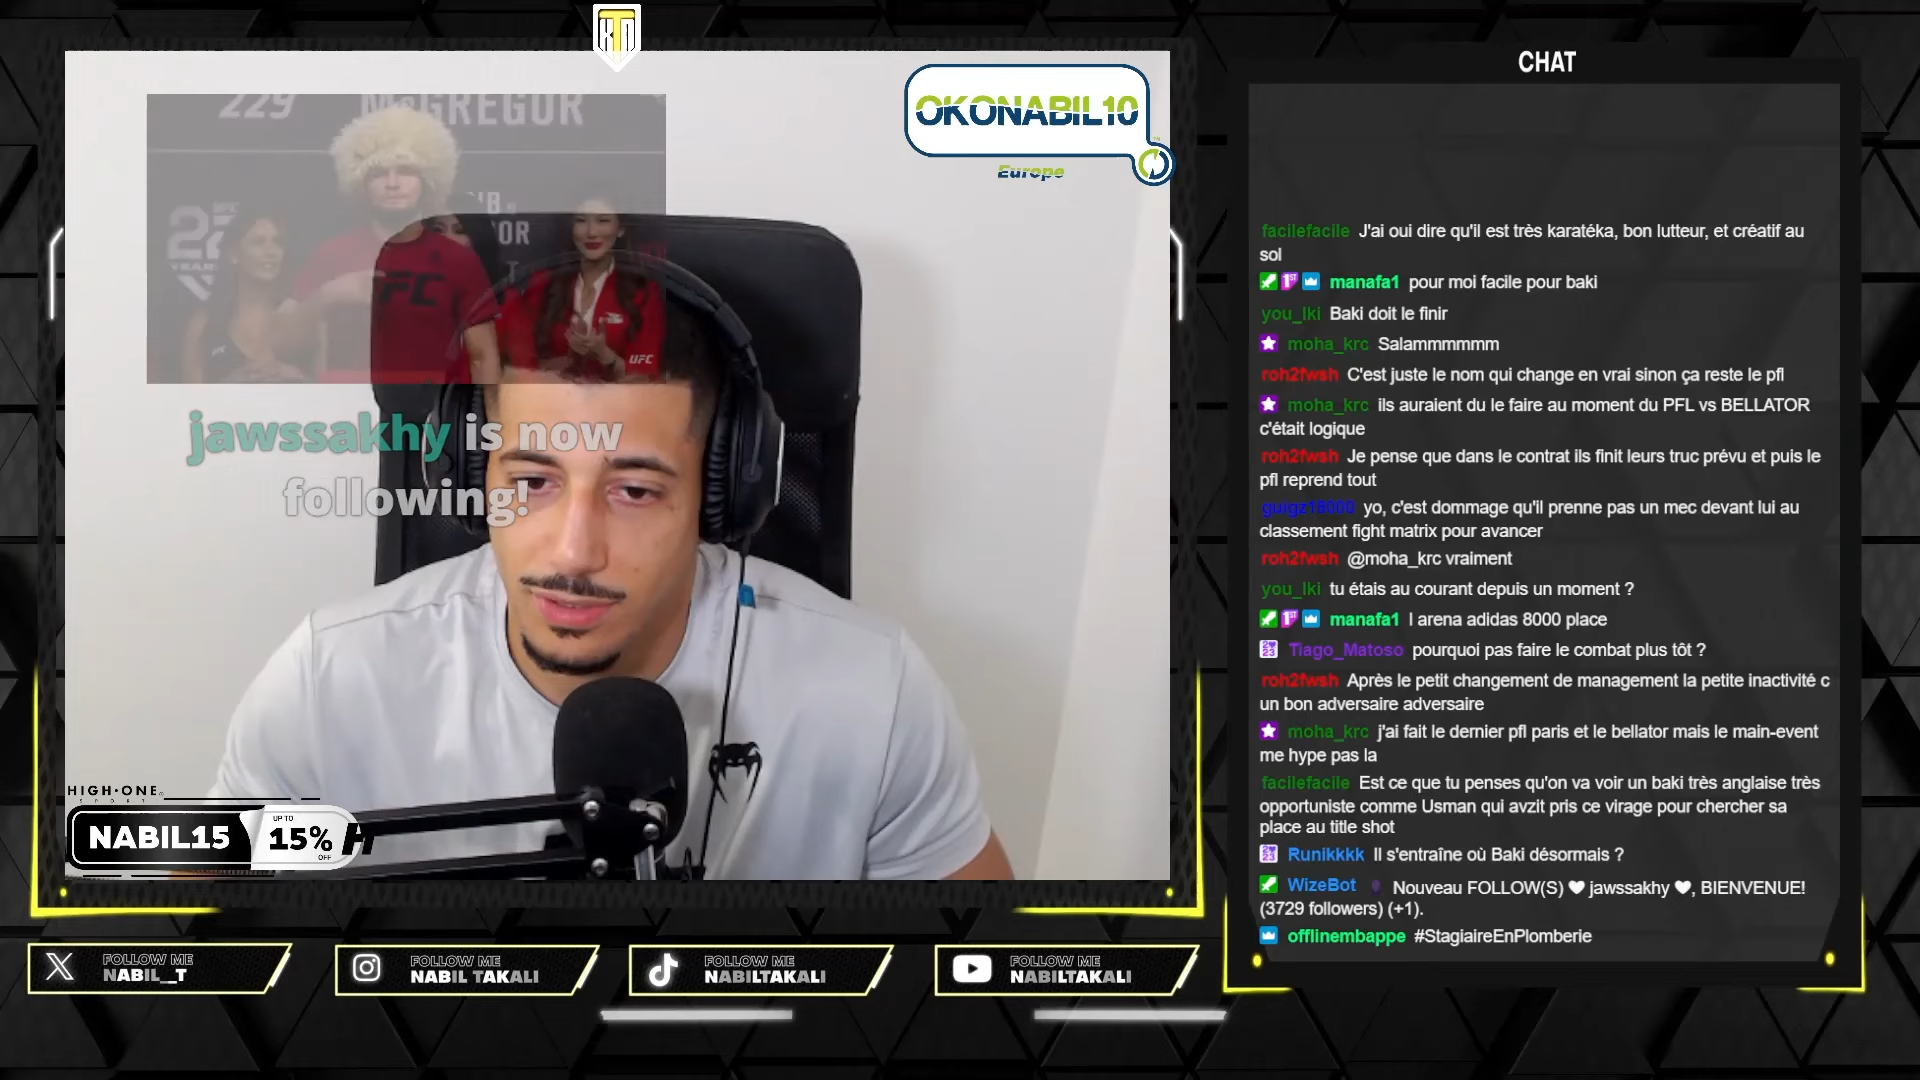 KTN
CHAT
229
McGREGOR
OKONABIL10
Europe
UFC
UFC
jawssakhy is now
following!
HIGH·ONE
SPORT
NABIL15
UP TO
15%
OFF
H
facilefacile J'ai oui dire qu'il est très karatéka, bon lutteur, et créatif au
sol
manafa1 pour moi facile pour baki
you_lki Baki doit le finir
moha_krc Salammmmmm
roh2fwsh C'est juste le nom qui change en vrai sinon ça reste le pfl
moha_krc ils auraient du le faire au moment du PFL vs BELLATOR
c'était logique
roh2fwsh Je pense que dans le contrat ils finit leurs truc prévu et puis le
pfl reprend tout
guigz18000 yo, c'est dommage qu'il prenne pas un mec devant lui au
classement fight matrix pour avancer
roh2fwsh @moha_krc vraiment
you_lki tu étais au courant depuis un moment ?
manafa1 l arena adidas 8000 place
Tiago_Matoso pourquoi pas faire le combat plus tôt ?
roh2fwsh Après le petit changement de management la petite inactivité c
un bon adversaire adversaire
moha_krc j'ai fait le dernier pfl paris et le bellator mais le main-event
me hype pas la
facilefacile Est ce que tu penses qu'on va voir un baki très anglaise très
opportuniste comme Usman qui avzit pris ce virage pour chercher sa
place au title shot
Runikkkk Il s'entraîne où Baki désormais ?
WizeBot Nouveau FOLLOW(S) 🤍 jawssakhy 🤍, BIENVENUE!
(3729 followers) (+1).
offlinembappe #StagiaireEnPlomberie
FOLLOW ME
NABIL__T
FOLLOW ME
NABIL TAKALI
FOLLOW ME
NABILTAKALI
FOLLOW ME
NABILTAKALI